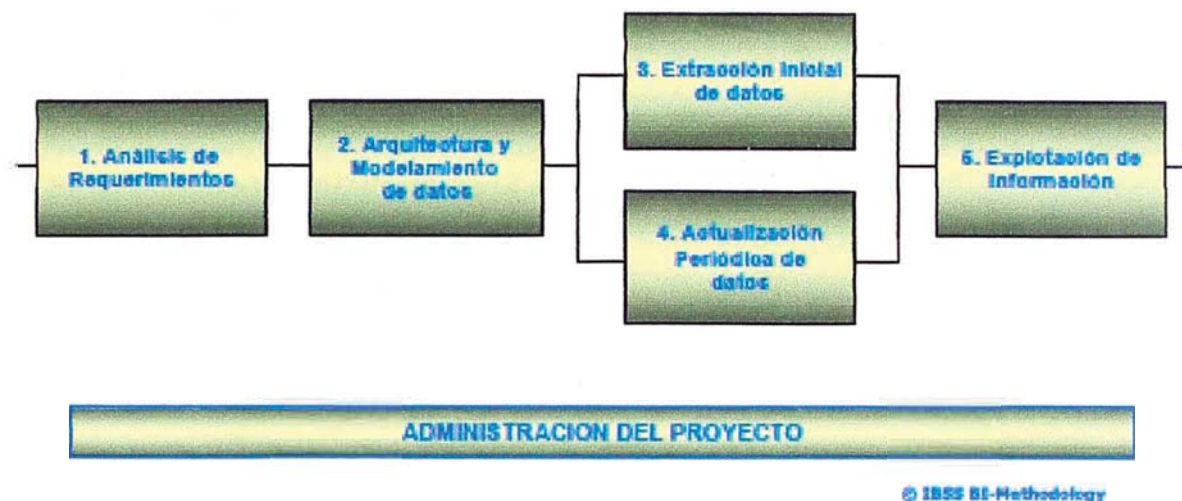 1. Análisis de
Requerimientos
2. Arquitectura y
Modelamiento
de datos
3. Extracción Inicial
de datos
4. Actualización
Periódica de
datos
5. Explotación de
Información
ADMINISTRACION DEL PROYECTO
© IBSS BI-Methodology